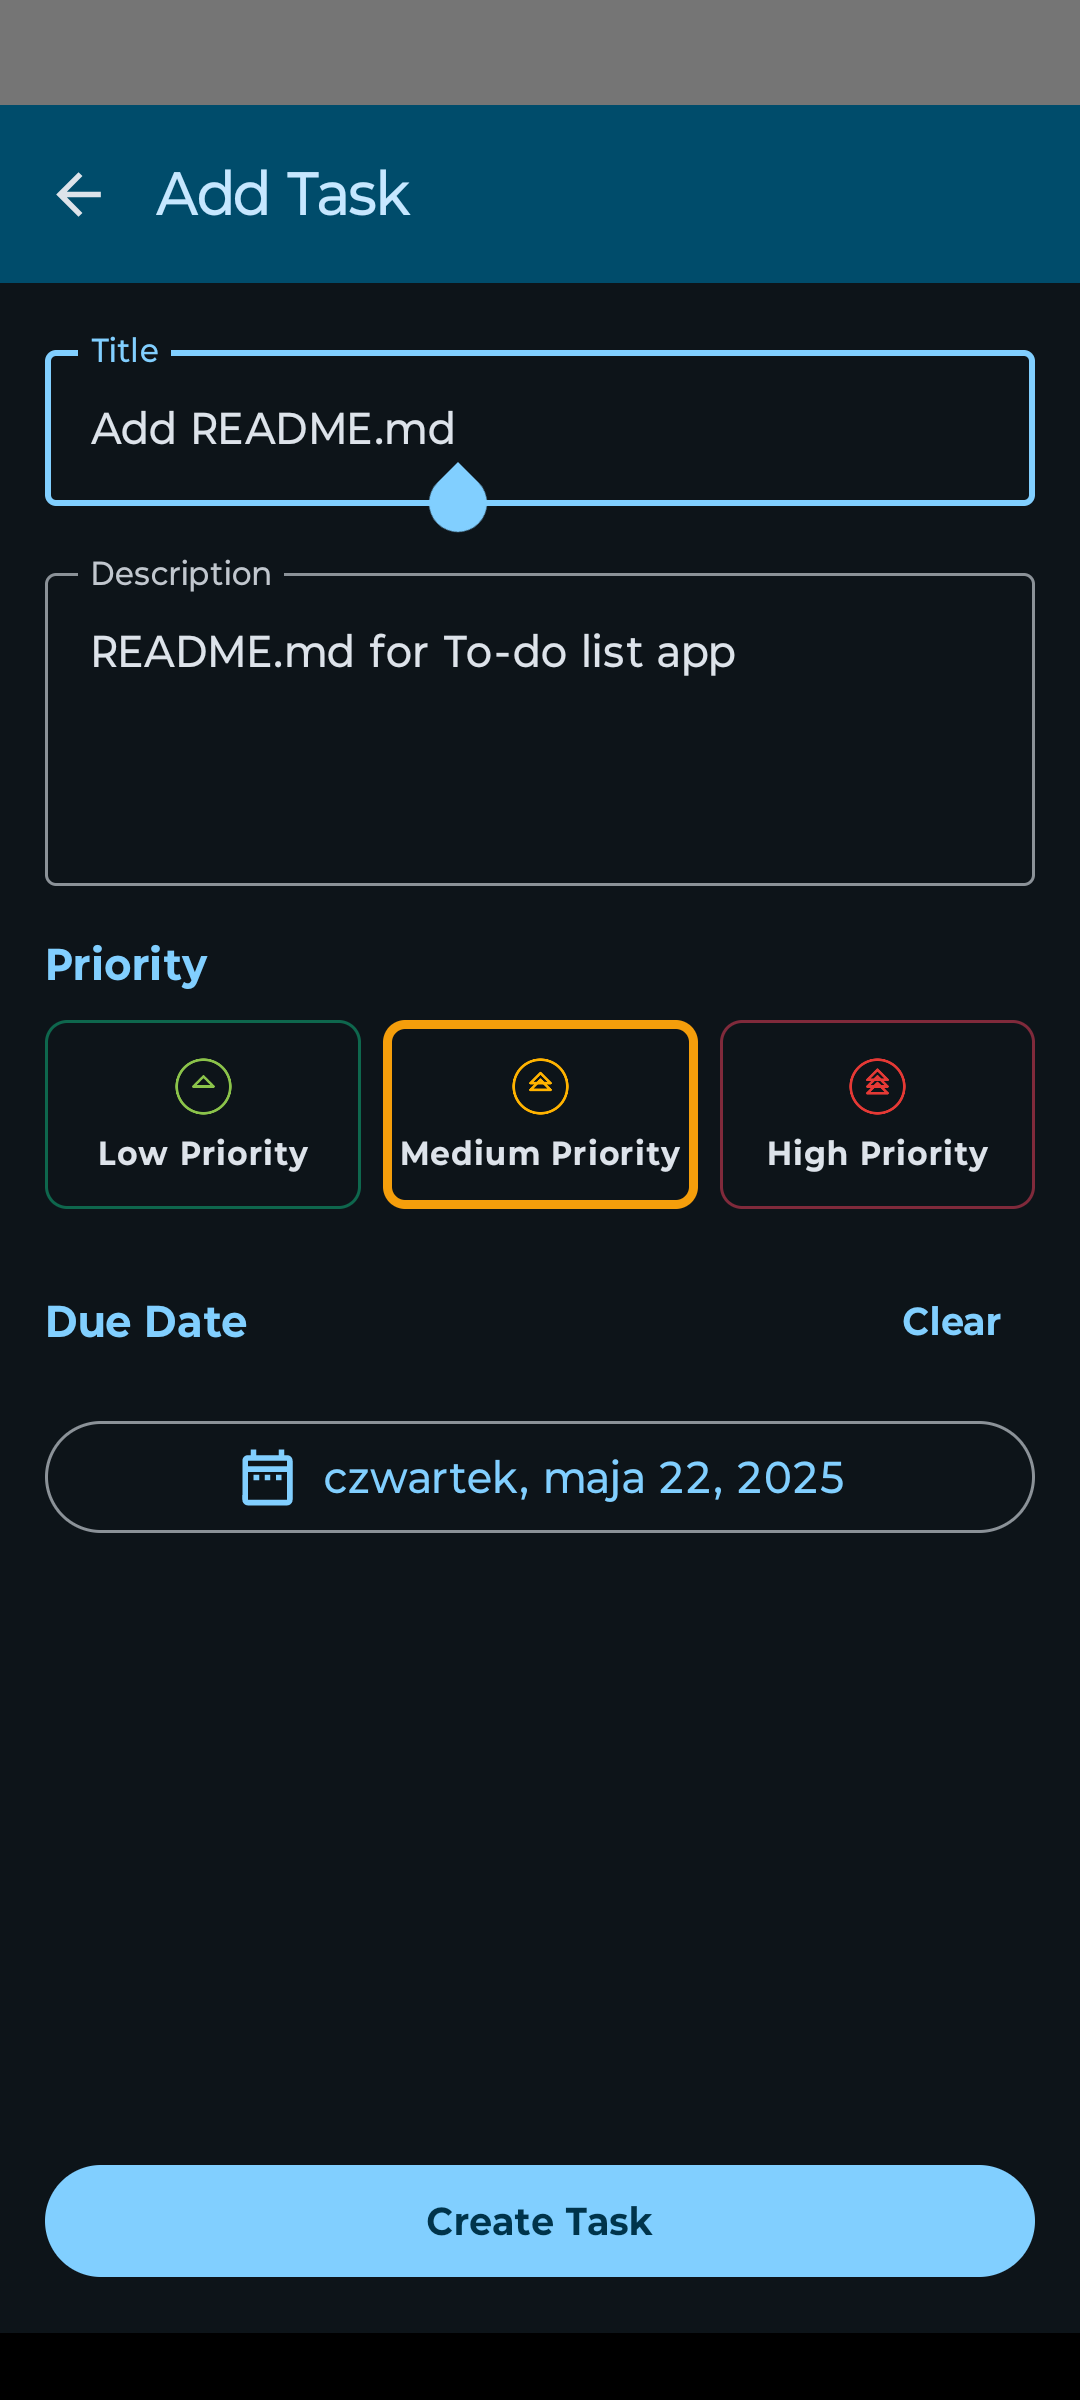 Add Task
Title
Add README.md
Description
README.md for To-do list app
Priority
Low Priority
Medium Priority
High Priority
Due Date
Clear
czwartek, maja 22, 2025
Create Task